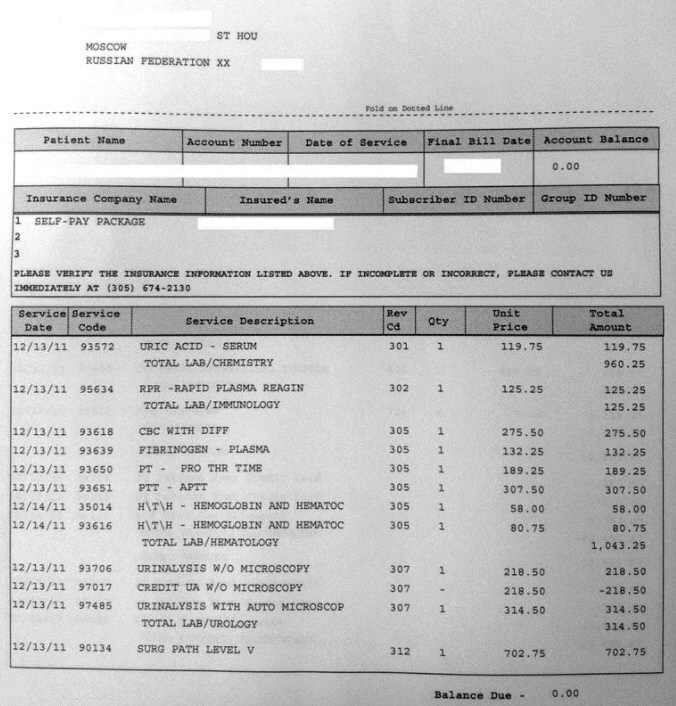 ST HOU
MOSCOW
RUSSIAN FEDERATION XX
Fold on Dotted Line
Patient Name Account Number Date of Service Final Bill Date Account Balance
0.00
Insurance Company Name Insured's Name Subscriber ID Number Group ID Number
1 SELF-PAY PACKAGE
2
3
PLEASE VERIFY THE INSURANCE INFORMATION LISTED ABOVE. IF INCOMPLETE OR INCORRECT, PLEASE CONTACT US
IMMEDIATELY AT (305) 674-2130
Service Date Service Code Service Description Rev Cd Qty Unit Price Total Amount
12/13/11 93572 URIC ACID - SERUM 301 1 119.75 119.75
TOTAL LAB/CHEMISTRY 960.25
12/13/11 95634 RPR -RAPID PLASMA REAGIN 302 1 125.25 125.25
TOTAL LAB/IMMUNOLOGY 125.25
12/13/11 93618 CBC WITH DIFF 305 1 275.50 275.50
12/13/11 93639 FIBRINOGEN - PLASMA 305 1 132.25 132.25
12/13/11 93650 PT - PRO THR TIME 305 1 189.25 189.25
12/13/11 93651 PTT - APTT 305 1 307.50 307.50
12/14/11 35014 H\T\H - HEMOGLOBIN AND HEMATOC 305 1 58.00 58.00
12/14/11 93616 H\T\H - HEMOGLOBIN AND HEMATOC 305 1 80.75 80.75
TOTAL LAB/HEMATOLOGY 1,043.25
12/13/11 93706 URINALYSIS W/O MICROSCOPY 307 1 218.50 218.50
12/13/11 97017 CREDIT UA W/O MICROSCOPY 307 - 218.50 -218.50
12/13/11 97485 URINALYSIS WITH AUTO MICROSCOP 307 1 314.50 314.50
TOTAL LAB/UROLOGY 314.50
12/13/11 90134 SURG PATH LEVEL V 312 1 702.75 702.75
Balance Due - 0.00